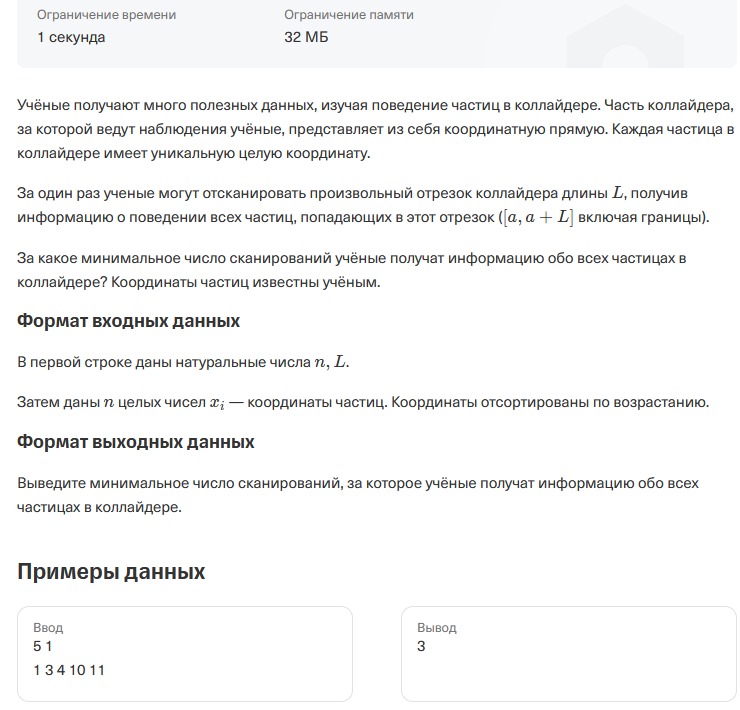 Ограничение времени
1 секунда
Ограничение памяти
32 МБ
Учёные получают много полезных данных, изучая поведение частиц в коллайдере. Часть коллайдера,
за которой ведут наблюдения учёные, представляет из себя координатную прямую. Каждая частица в
коллайдере имеет уникальную целую координату.
За один раз ученые могут отсканировать произвольный отрезок коллайдера длины L, получив
информацию о поведении всех частиц, попадающих в этот отрезок ([a, a + L] включая границы).
За какое минимальное число сканирований учёные получат информацию обо всех частицах в
коллайдере? Координаты частиц известны учёным.
Формат входных данных
В первой строке даны натуральные числа n, L.
Затем даны n целых чисел xᵢ — координаты частиц. Координаты отсортированы по возрастанию.
Формат выходных данных
Выведите минимальное число сканирований, за которое учёные получат информацию обо всех
частицах в коллайдере.
Примеры данных
Ввод
5 1
1 3 4 10 11
Вывод
3